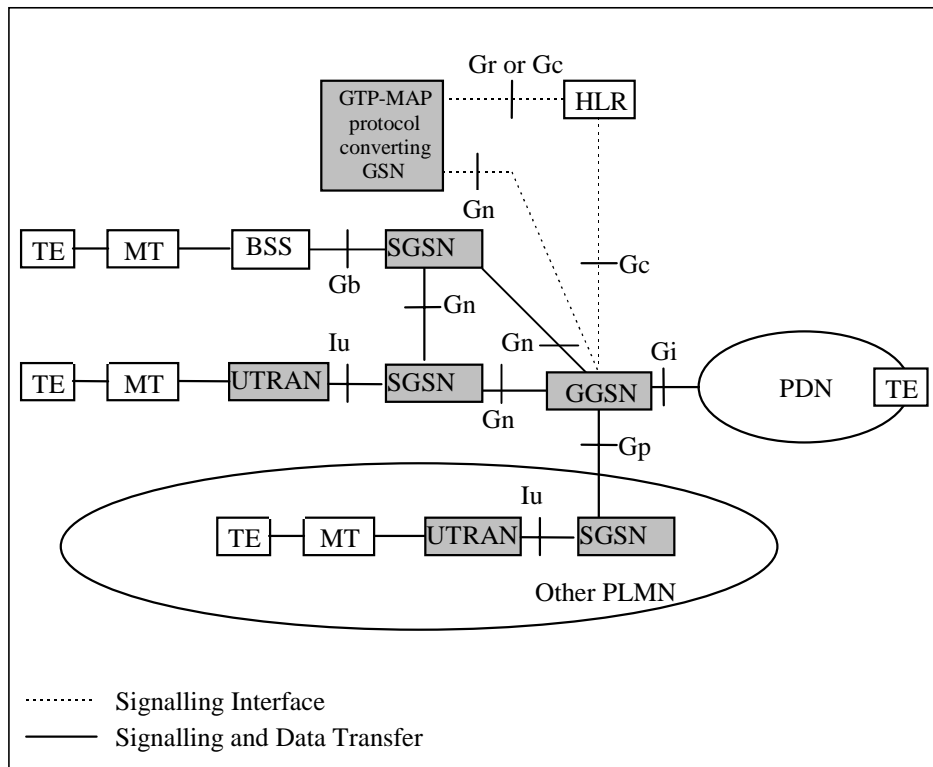 Gr or Gc
GTP-MAP
protocol
converting
GSN
HLR
Gn
Gc
TE
MT
BSS
Gb
SGSN
Gn
Gn
TE
MT
UTRAN
Iu
SGSN
Gn
GGSN
Gi
PDN
TE
Gp
TE
MT
UTRAN
Iu
SGSN
Other PLMN
Signalling Interface
Signalling and Data Transfer